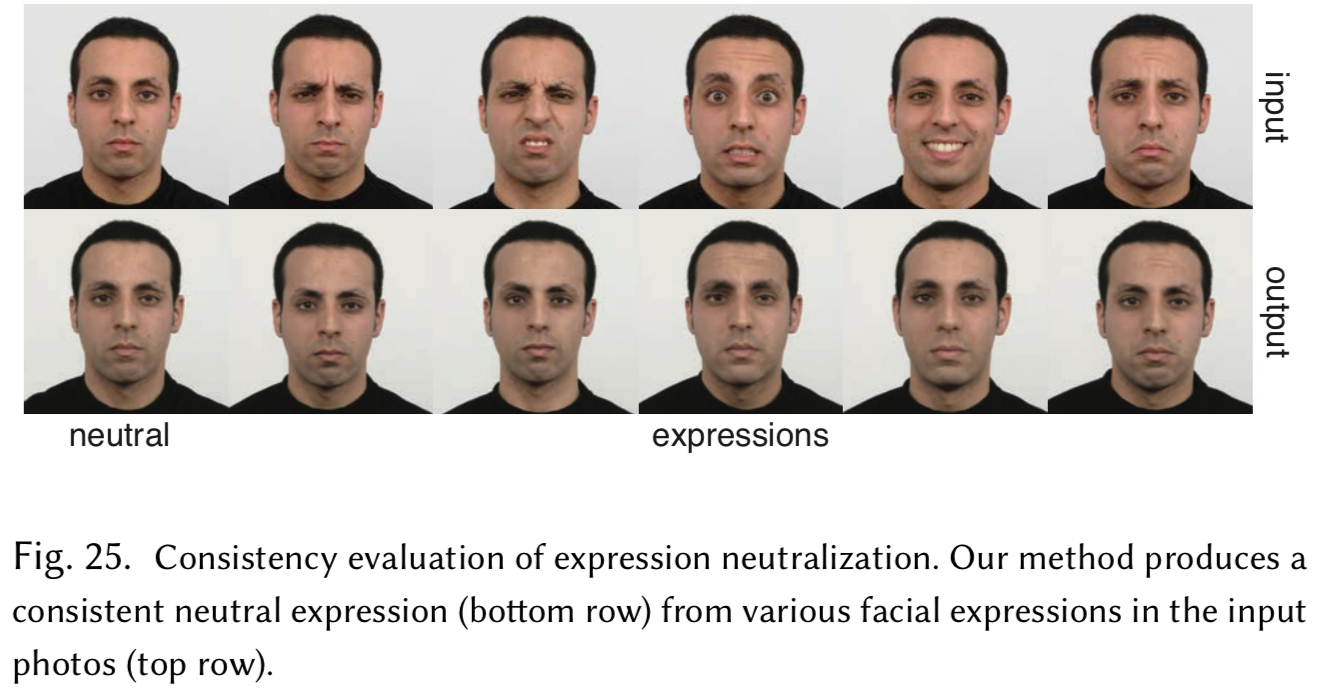 input
output
neutral
expressions
Fig. 25. Consistency evaluation of expression neutralization. Our method produces a
consistent neutral expression (bottom row) from various facial expressions in the input
photos (top row).